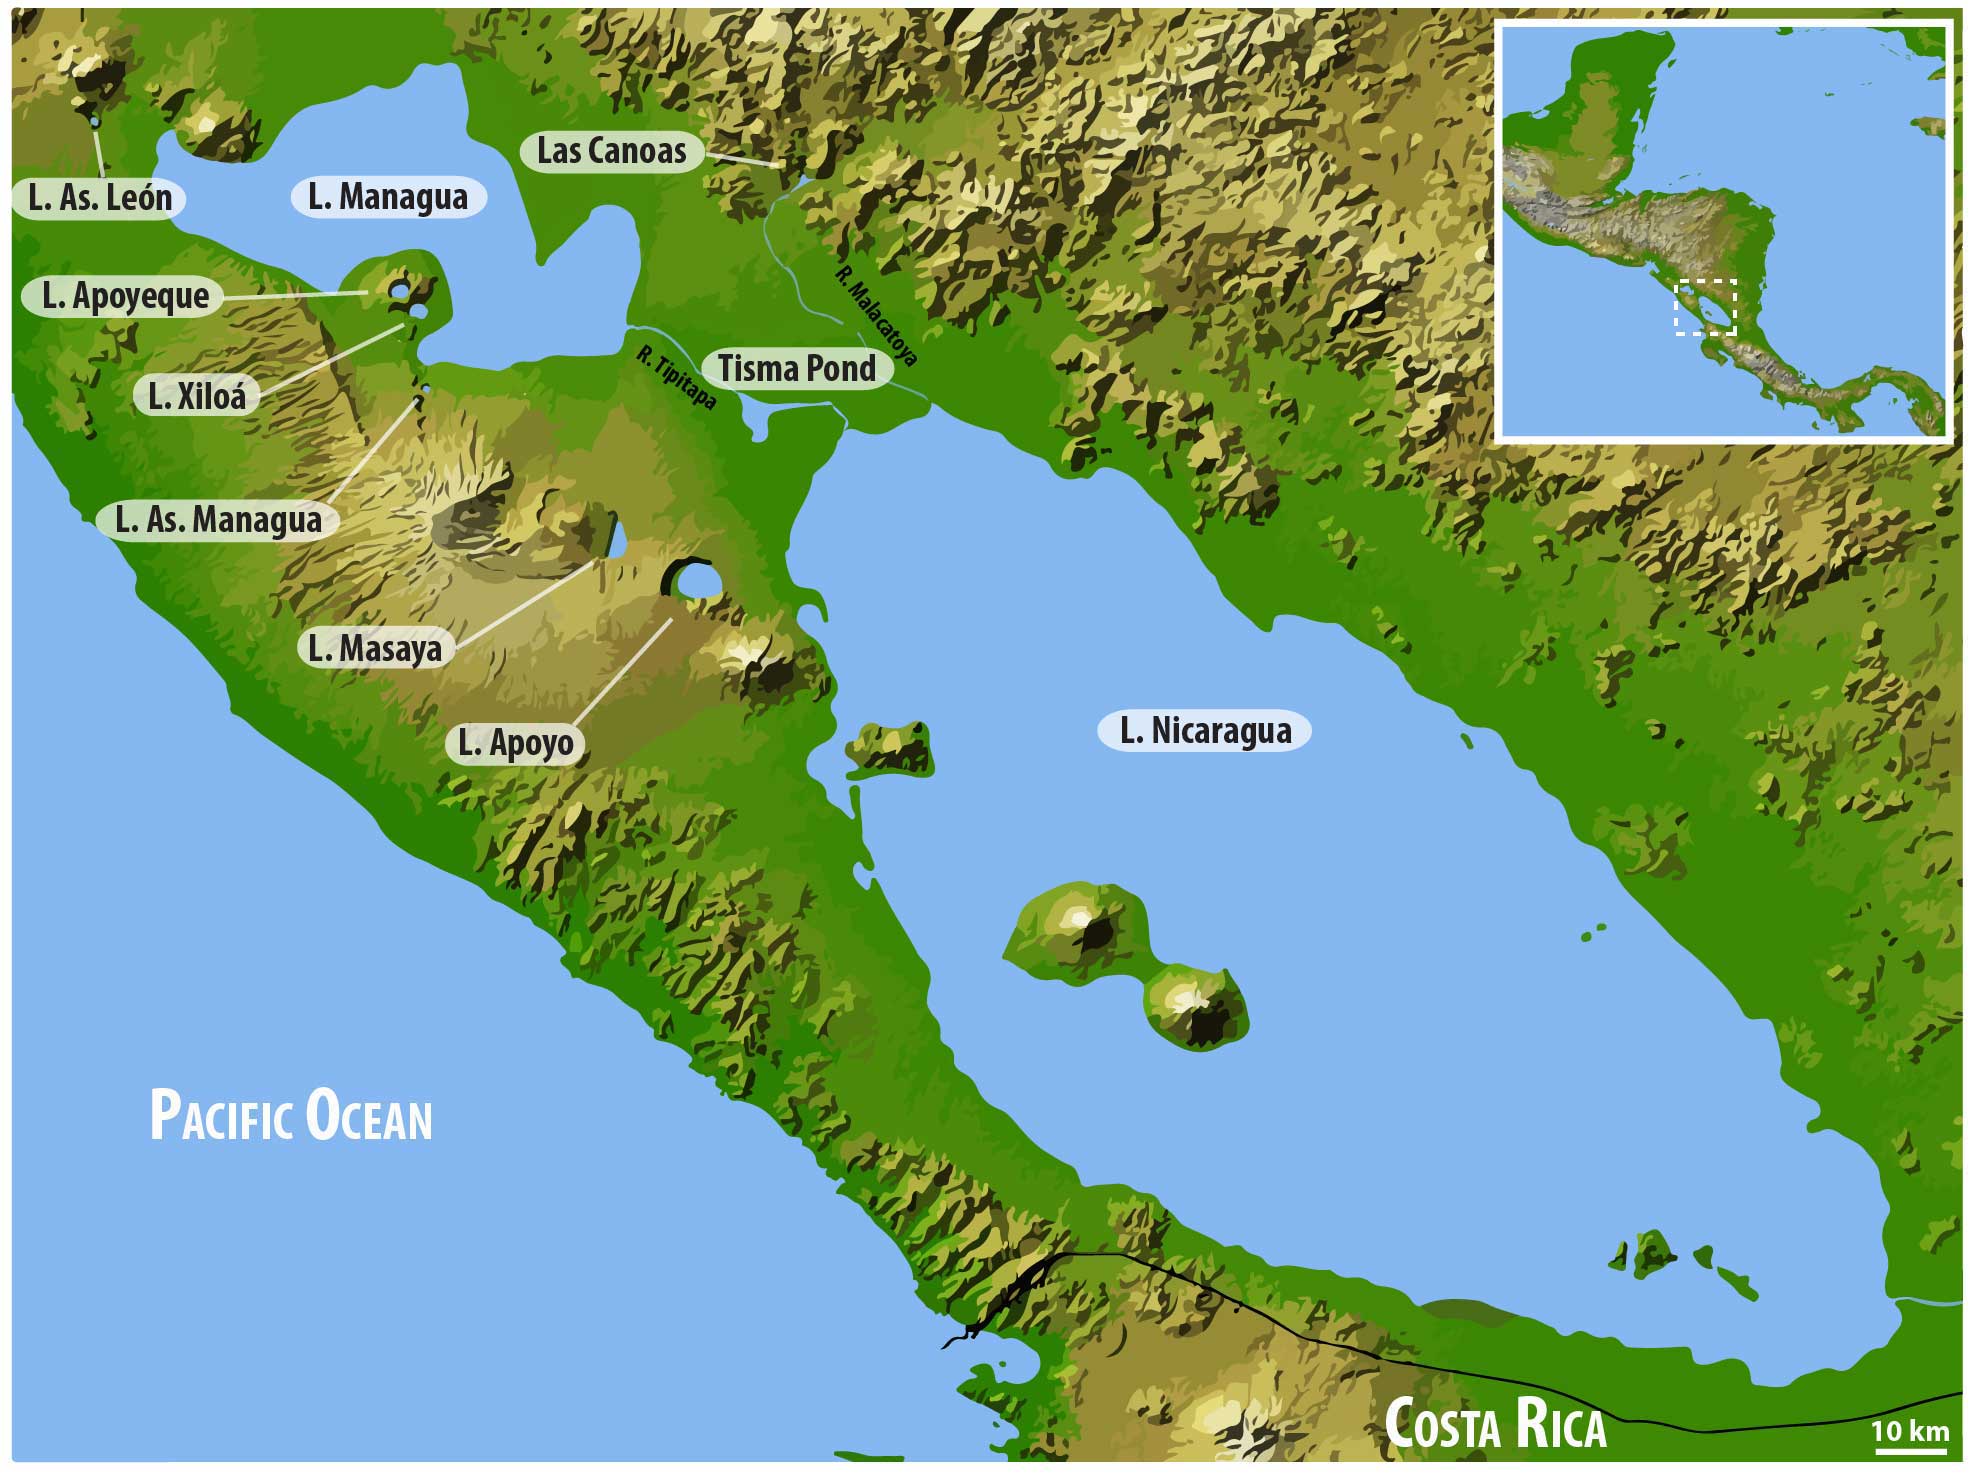 Las Canoas
L. As. León
L. Managua
L. Apoyeque
R. Malacatoya
L. Xiloá
R. Tipitapa
Tisma Pond
L. As. Managua
L. Masaya
L. Apoyo
L. Nicaragua
PACIFIC OCEAN
COSTA RICA
10 km